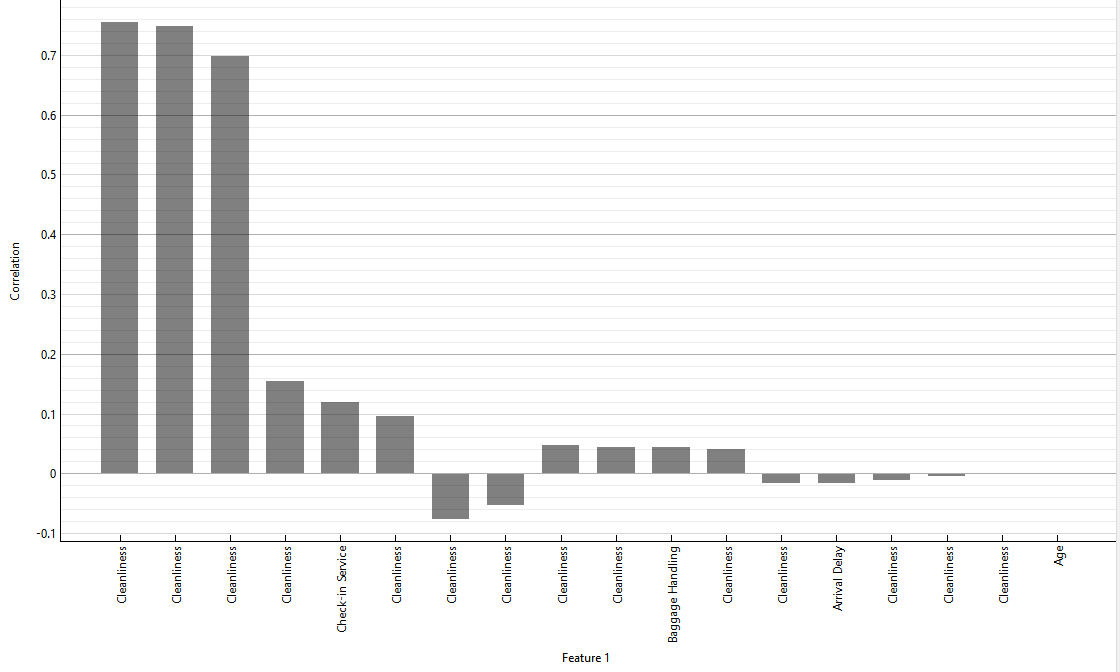 Correlation
0.7
0.6
0.5
0.4
0.3
0.2
0.1
0
-0.1
Cleanliness
Cleanliness
Cleanliness
Cleanliness
Check-in Service
Cleanliness
Cleanliness
Cleanliness
Cleanliness
Cleanliness
Baggage Handling
Cleanliness
Cleanliness
Arrival Delay
Cleanliness
Cleanliness
Cleanliness
Age
Feature 1